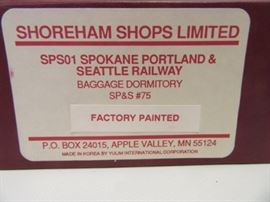 SHOREHAM SHOPS LIMITED
SPS01 SPOKANE PORTLAND &
SEATTLE RAILWAY
BAGGAGE DORMITORY
SP&S #75
FACTORY PAINTED
P.O. BOX 24015, APPLE VALLEY, MN 55124
MADE IN KOREA BY YULIM INTERNATIONAL CORPORATION